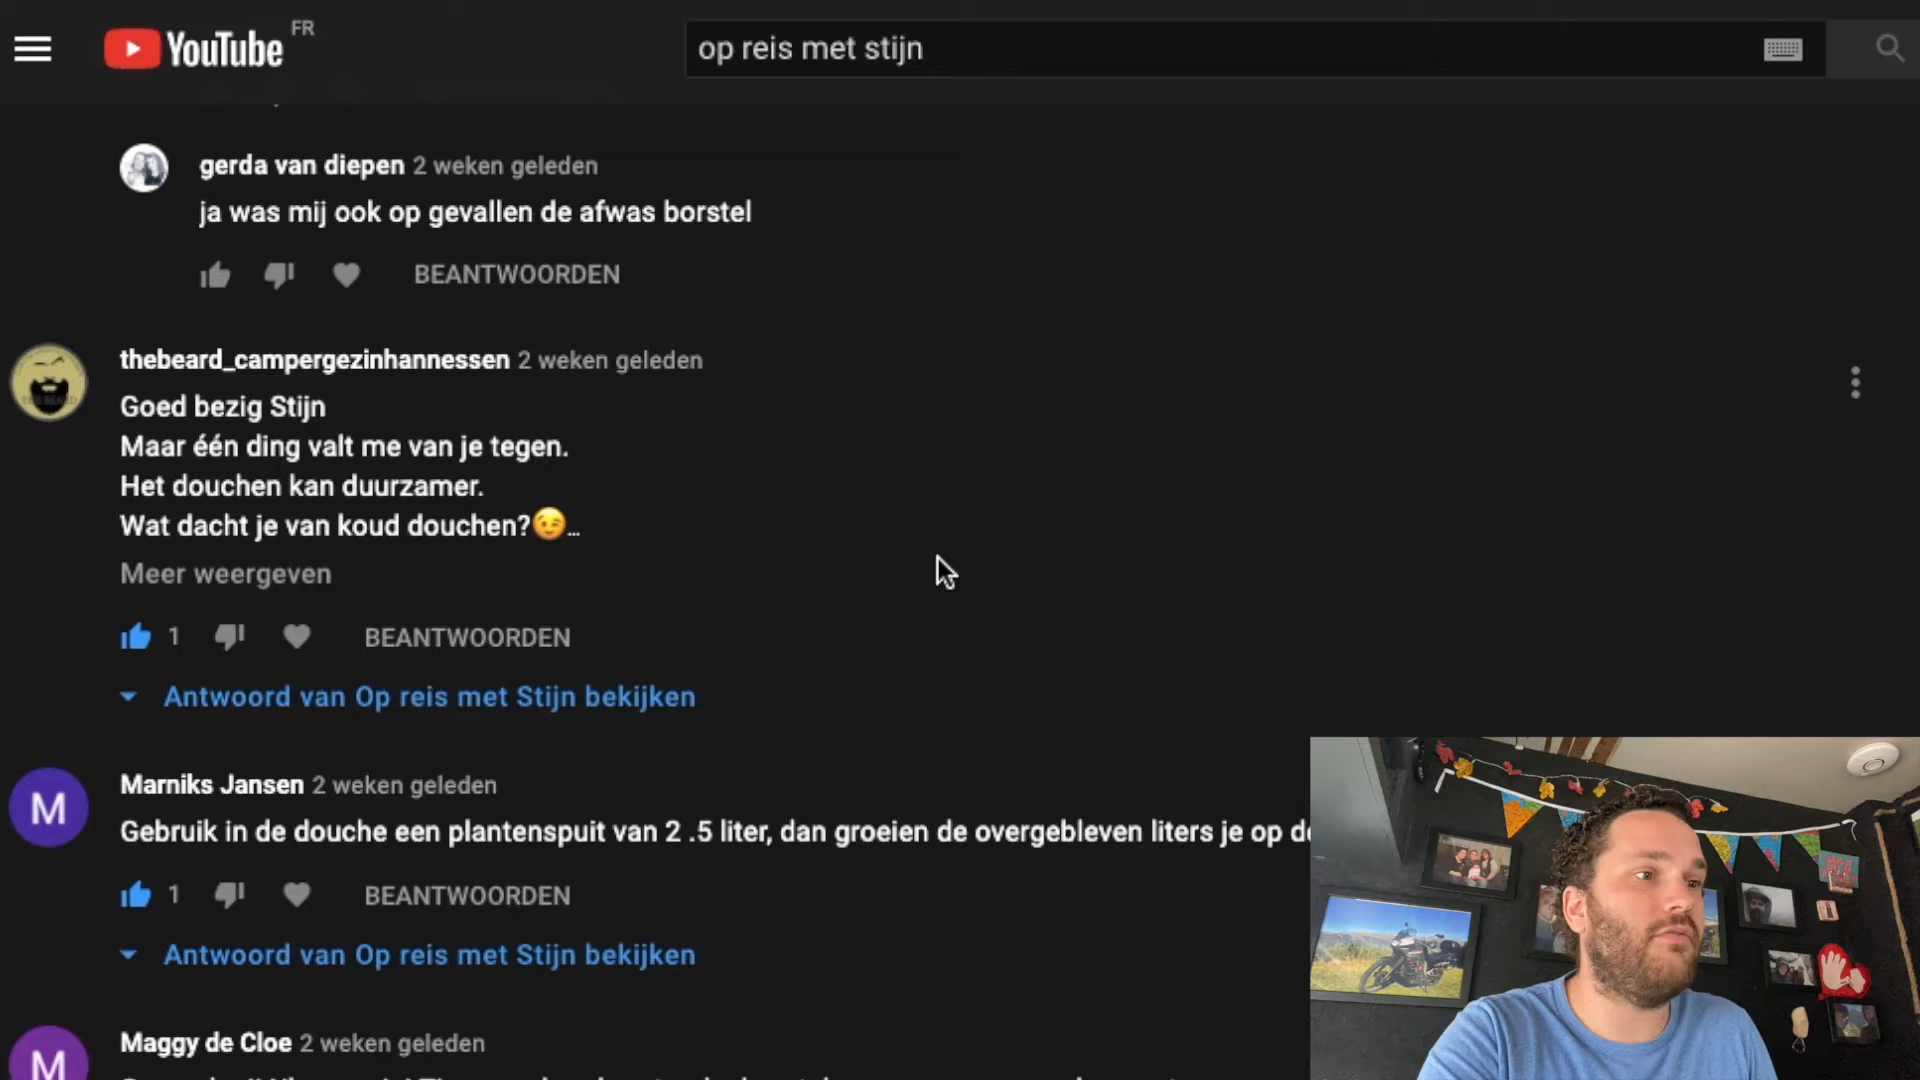 YouTube FR
op reis met stijn
gerda van diepen 2 weken geleden
ja was mij ook op gevallen de afwas borstel
BEANTWOORDEN
thebeard_campergezinhannessen 2 weken geleden
Goed bezig Stijn
Maar één ding valt me van je tegen.
Het douchen kan duurzamer.
Wat dacht je van koud douchen?😉...
Meer weergeven
1 BEANTWOORDEN
Antwoord van Op reis met Stijn bekijken
M
Marniks Jansen 2 weken geleden
Gebruik in de douche een plantenspuit van 2 .5 liter, dan groeien de overgebleven liters je op
1 BEANTWOORDEN
Antwoord van Op reis met Stijn bekijken
M
Maggy de Cloe 2 weken geleden